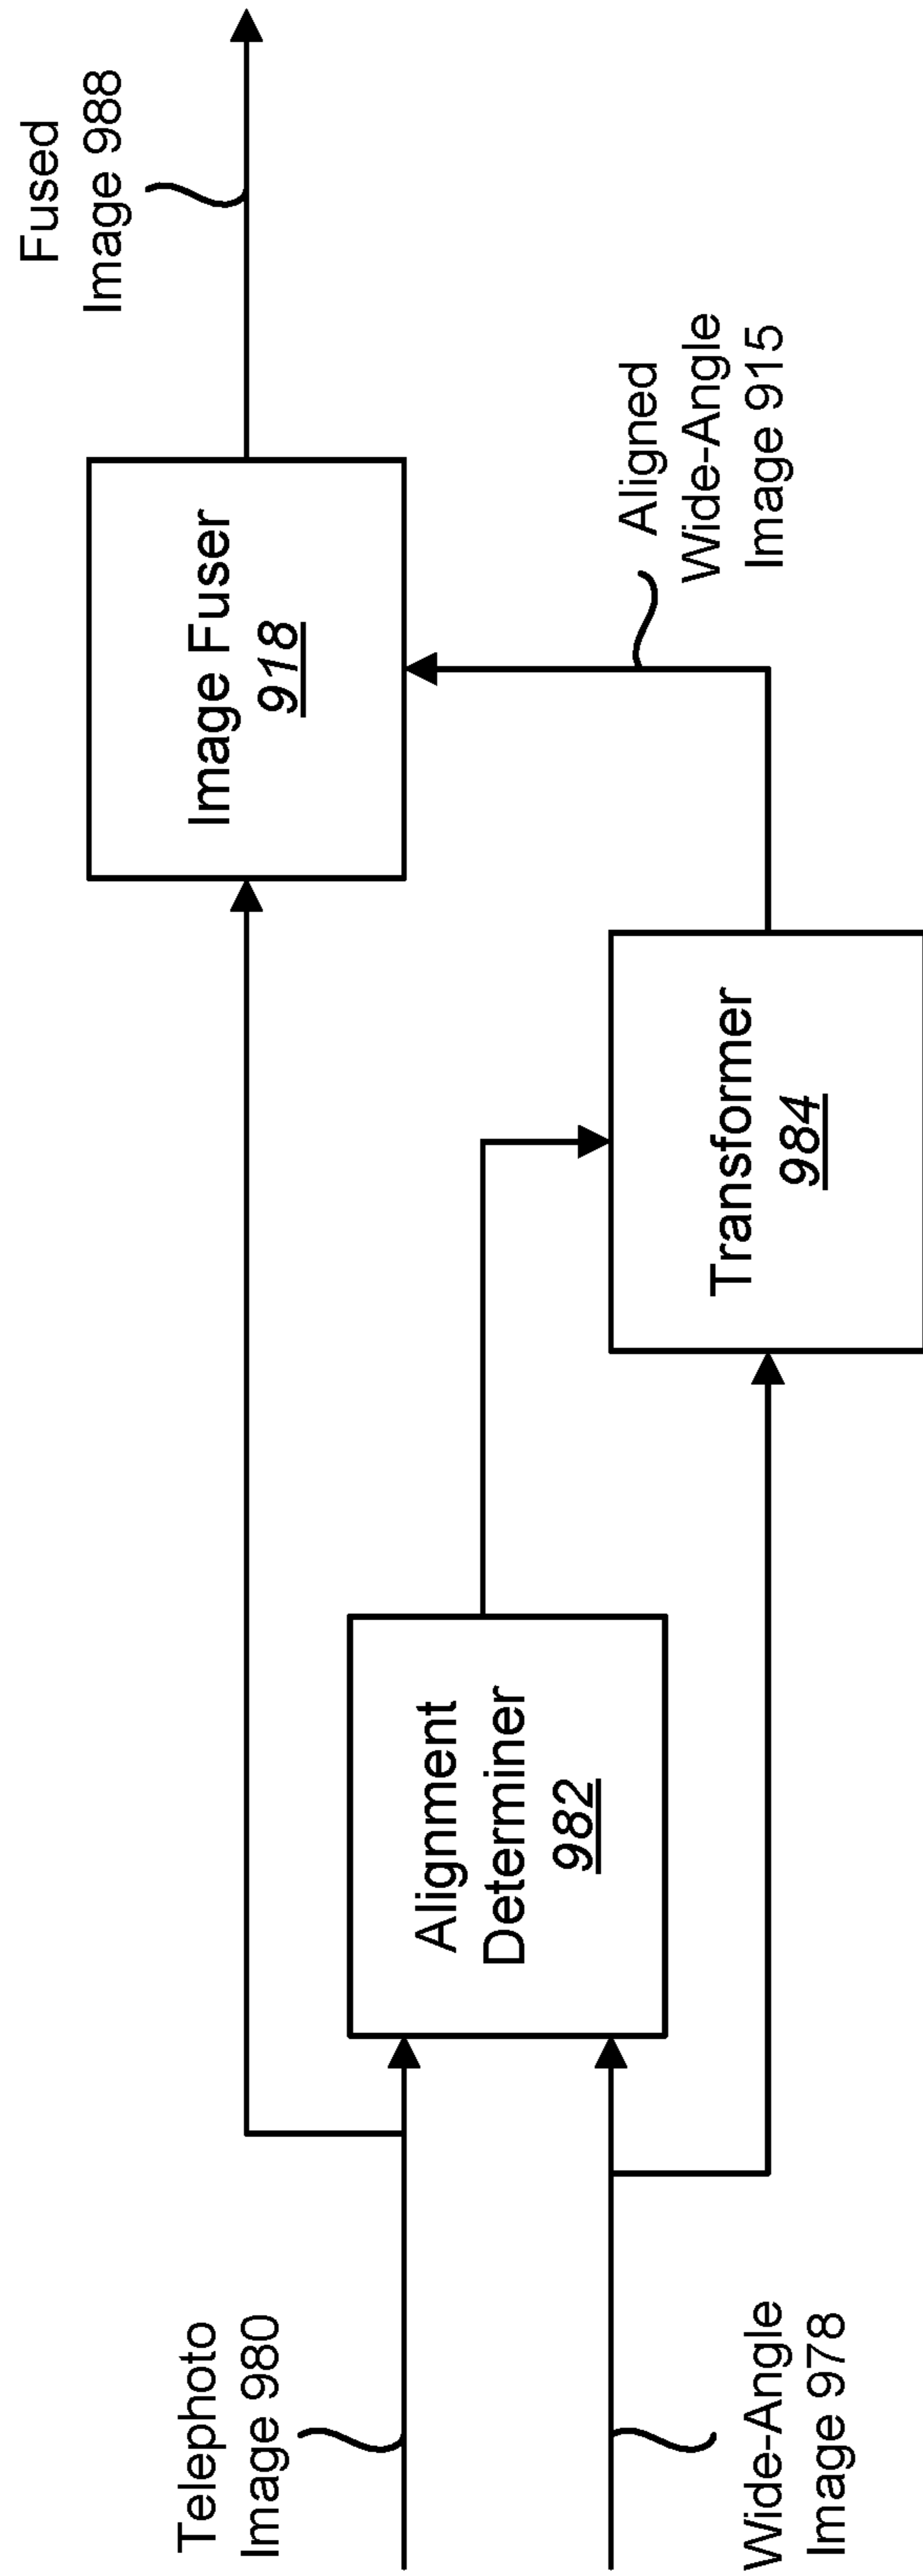 Telephoto
Image 980
Wide-Angle
Image 978
Alignment
Determiner
982
Transformer
984
Image Fuser
918
Aligned
Wide-Angle
Image 915
Fused
Image 988